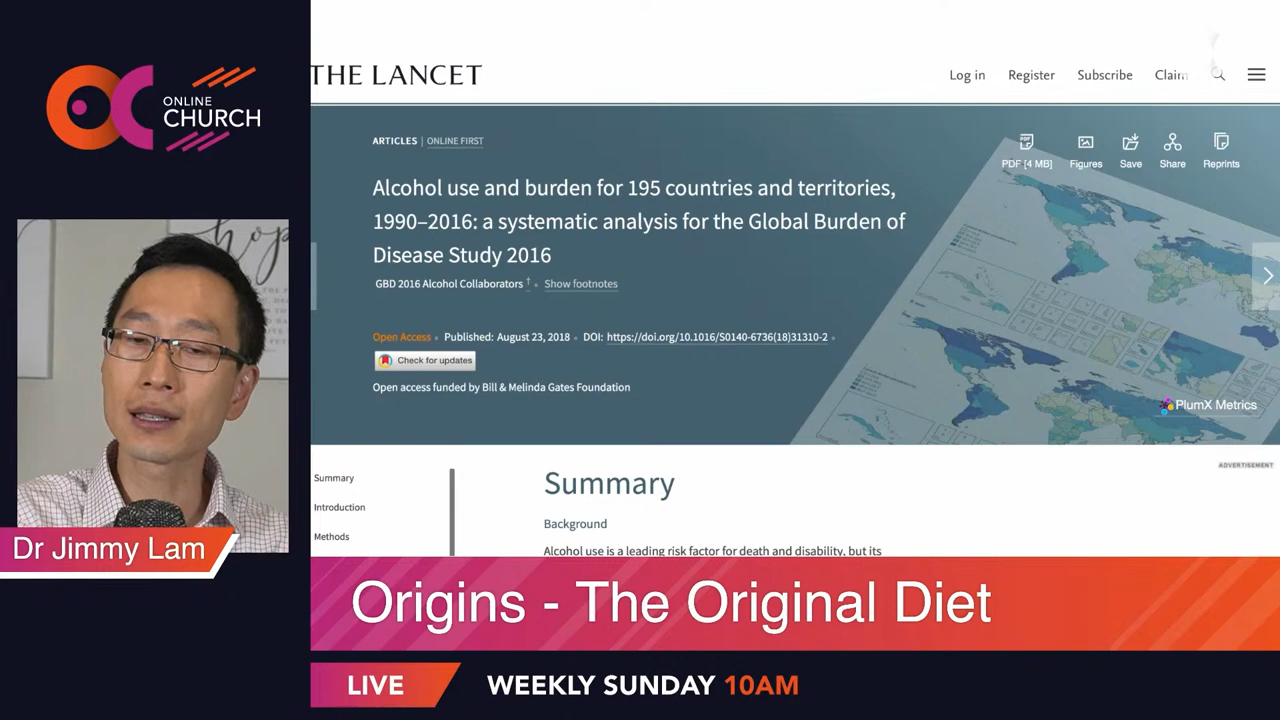 ONLINE
CHURCH
hope
Dr Jimmy Lam
THE LANCET
Log in Register Subscribe Claim
ARTICLES | ONLINE FIRST
PDF [4 MB] Figures Save Share Reprints
Alcohol use and burden for 195 countries and territories,
1990–2016: a systematic analysis for the Global Burden of
Disease Study 2016
GBD 2016 Alcohol Collaborators † • Show footnotes
Open Access • Published: August 23, 2018 • DOI: https://doi.org/10.1016/S0140-6736(18)31310-2 •
Check for updates
Open access funded by Bill & Melinda Gates Foundation
PlumX Metrics
ADVERTISEMENT
Summary
Introduction
Methods
Summary
Background
Alcohol use is a leading risk factor for death and disability, but its
Origins - The Original Diet
LIVE WEEKLY SUNDAY 10AM